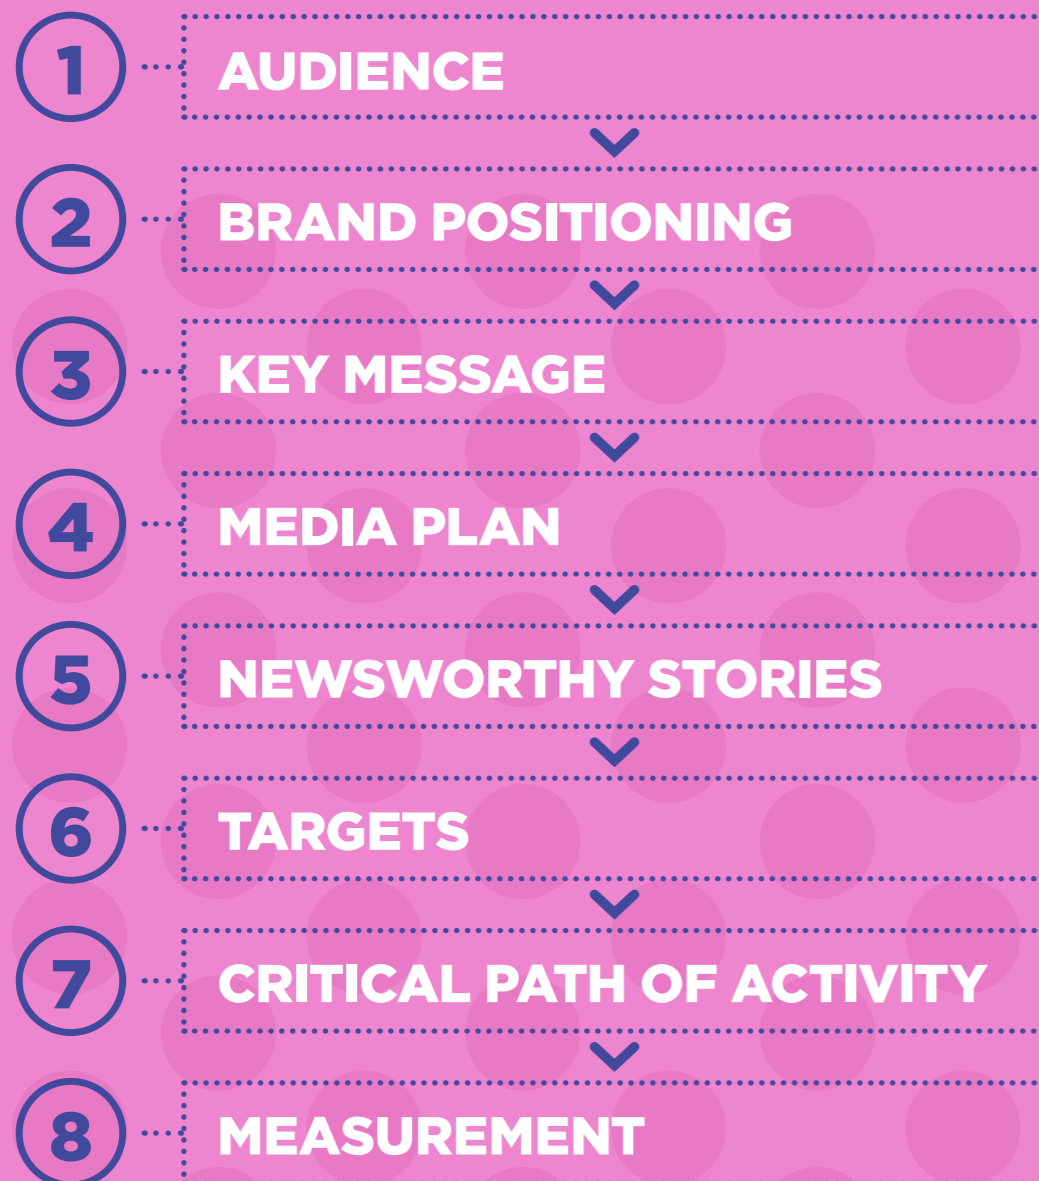 1 AUDIENCE
2 BRAND POSITIONING
3 KEY MESSAGE
4 MEDIA PLAN
5 NEWSWORTHY STORIES
6 TARGETS
7 CRITICAL PATH OF ACTIVITY
8 MEASUREMENT